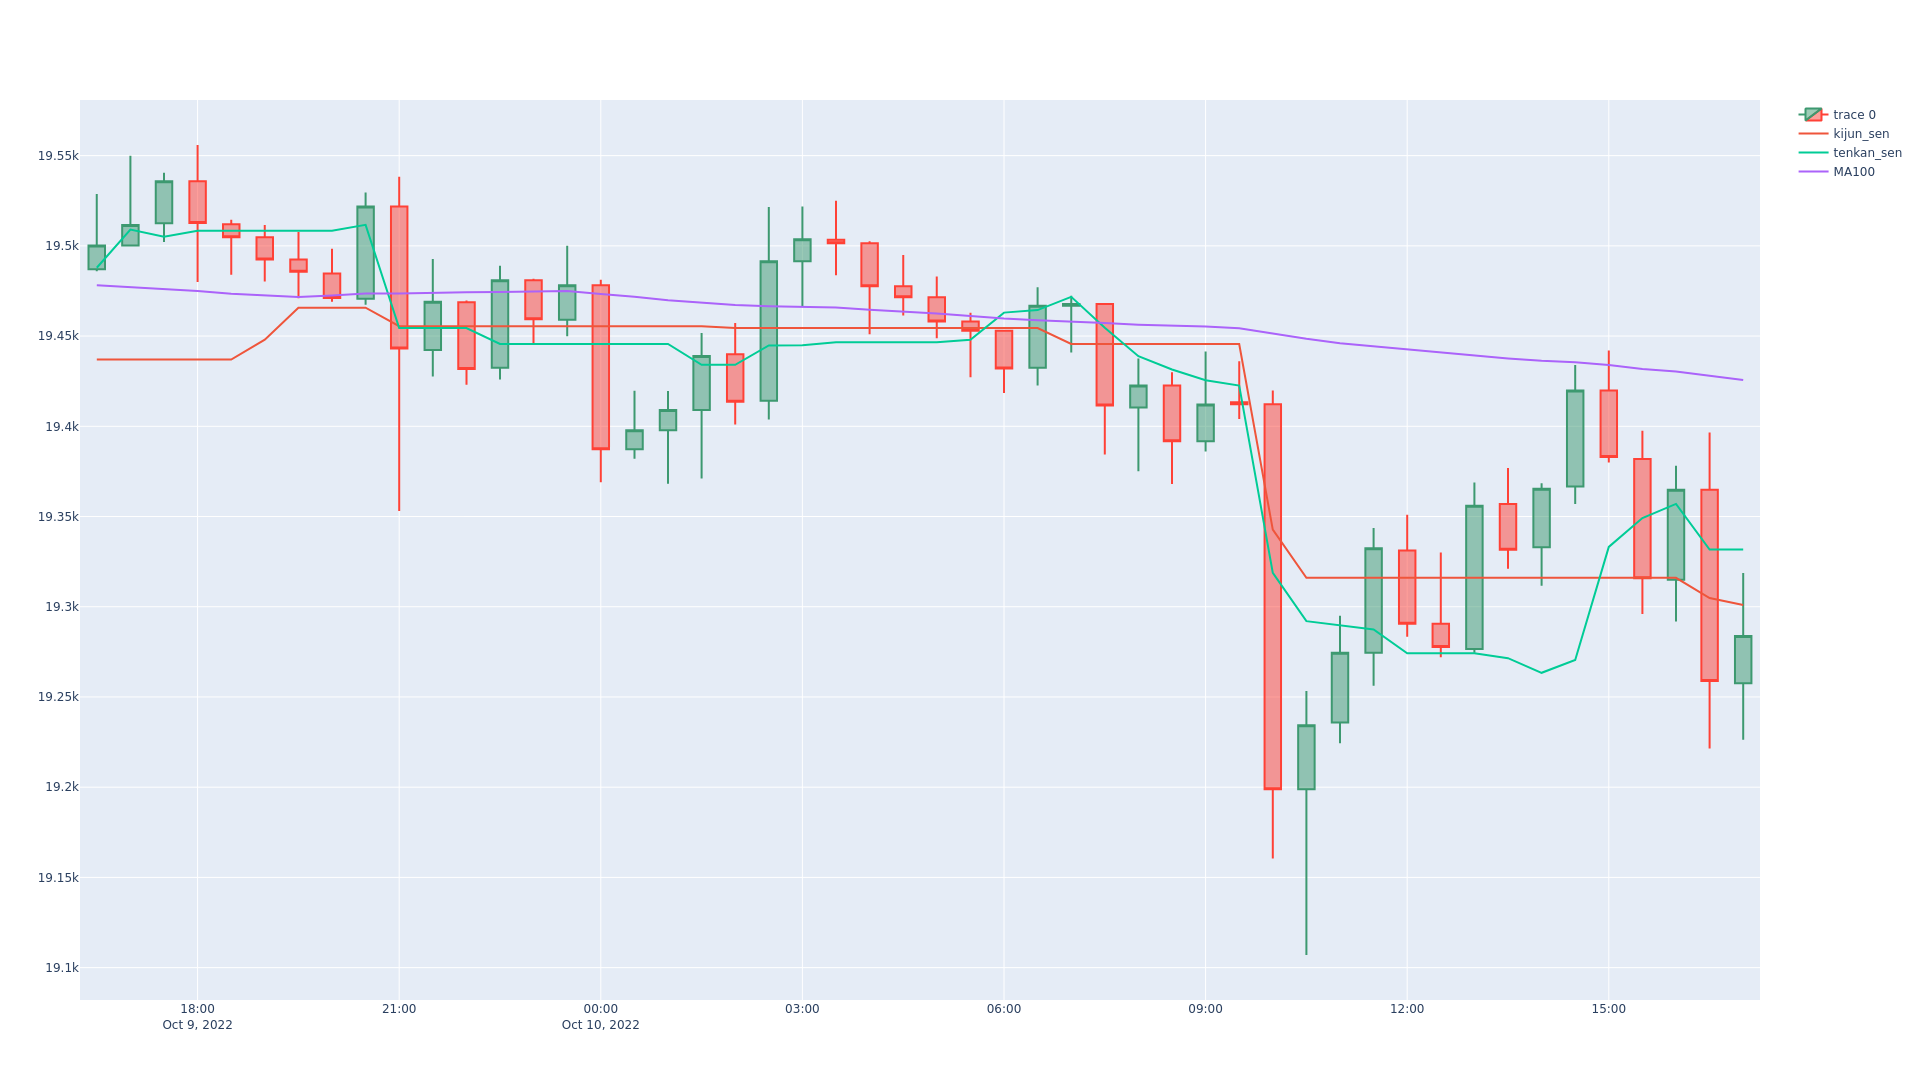 trace 0
kijun_sen
tenkan_sen
MA100
19.55k
19.5k
19.45k
19.4k
19.35k
19.3k
19.25k
19.2k
19.15k
19.1k
18:00 21:00 00:00 03:00 06:00 09:00 12:00 15:00
Oct 9, 2022 Oct 10, 2022